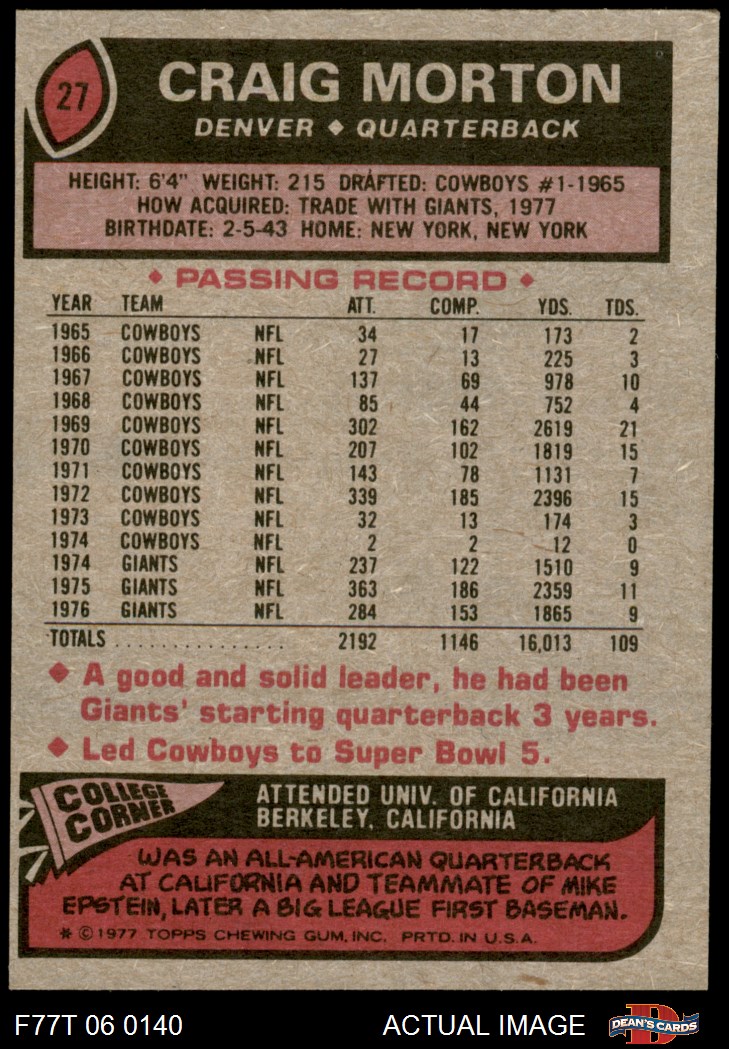 27
CRAIG MORTON
DENVER ♦ QUARTERBACK
HEIGHT: 6'4" WEIGHT: 215 DRAFTED: COWBOYS #1-1965
HOW ACQUIRED: TRADE WITH GIANTS, 1977
BIRTHDATE: 2-5-43 HOME: NEW YORK, NEW YORK
♦ PASSING RECORD ♦
YEAR TEAM ATT. COMP. YDS. TDS.
1965 COWBOYS NFL 34 17 173 2
1966 COWBOYS NFL 27 13 225 3
1967 COWBOYS NFL 137 69 978 10
1968 COWBOYS NFL 85 44 752 4
1969 COWBOYS NFL 302 162 2619 21
1970 COWBOYS NFL 207 102 1819 15
1971 COWBOYS NFL 143 78 1131 7
1972 COWBOYS NFL 339 185 2396 15
1973 COWBOYS NFL 32 13 174 3
1974 COWBOYS NFL 2 2 12 0
1974 GIANTS NFL 237 122 1510 9
1975 GIANTS NFL 363 186 2359 11
1976 GIANTS NFL 284 153 1865 9
TOTALS ................ 2192 1146 16,013 109
♦ A good and solid leader, he had been
Giants' starting quarterback 3 years.
♦ Led Cowboys to Super Bowl 5.
COLLEGE
CORNER
ATTENDED UNIV. OF CALIFORNIA
BERKELEY, CALIFORNIA
WAS AN ALL-AMERICAN QUARTERBACK
AT CALIFORNIA AND TEAMMATE OF MIKE
EPSTEIN, LATER A BIG LEAGUE FIRST BASEMAN.
* © 1977 TOPPS CHEWING GUM, INC. PRTD. IN U.S.A.
F77T 06 0140 ACTUAL IMAGE D DEAN'S CARDS